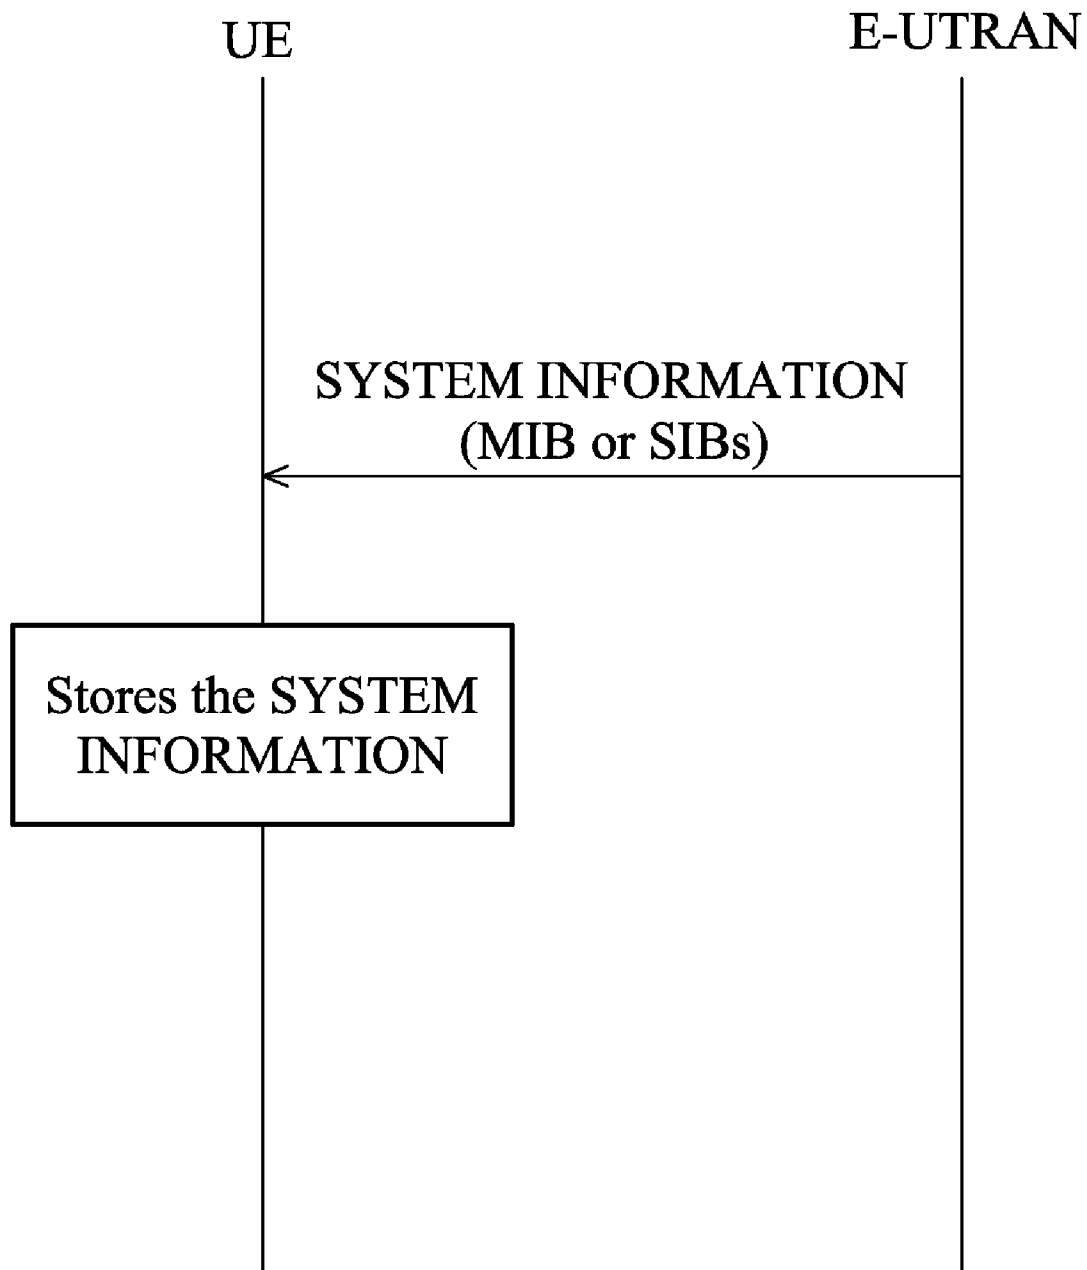 UE
E-UTRAN
SYSTEM INFORMATION
(MIB or SIBs)
Stores the SYSTEM
INFORMATION